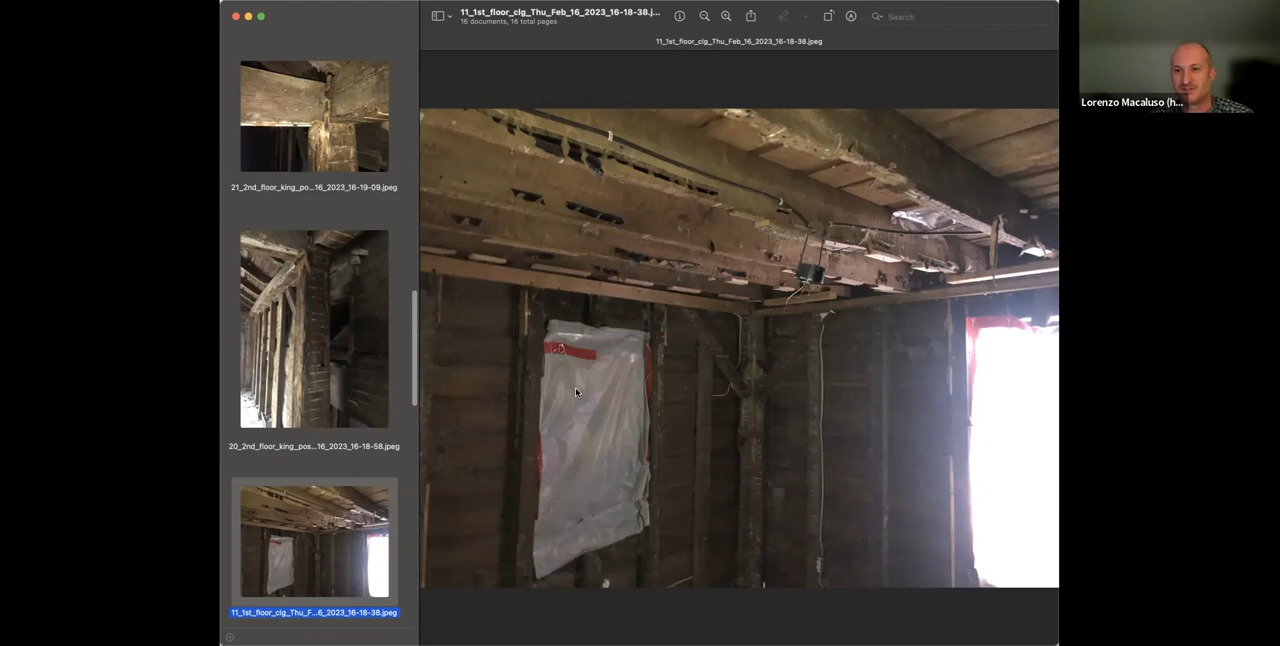 11_1st_floor_clg_Thu_Feb_16_2023_16-18-38.j...
16 documents, 16 total pages
Search
11_1st_floor_clg_Thu_Feb_16_2023_16-18-38.jpeg
Lorenzo Macaluso (h...
21_2nd_floor_king_po...16_2023_16-19-09.jpeg
20_2nd_floor_king_pos...16_2023_16-18-58.jpeg
11_1st_floor_clg_Thu_F...6_2023_16-18-38.jpeg